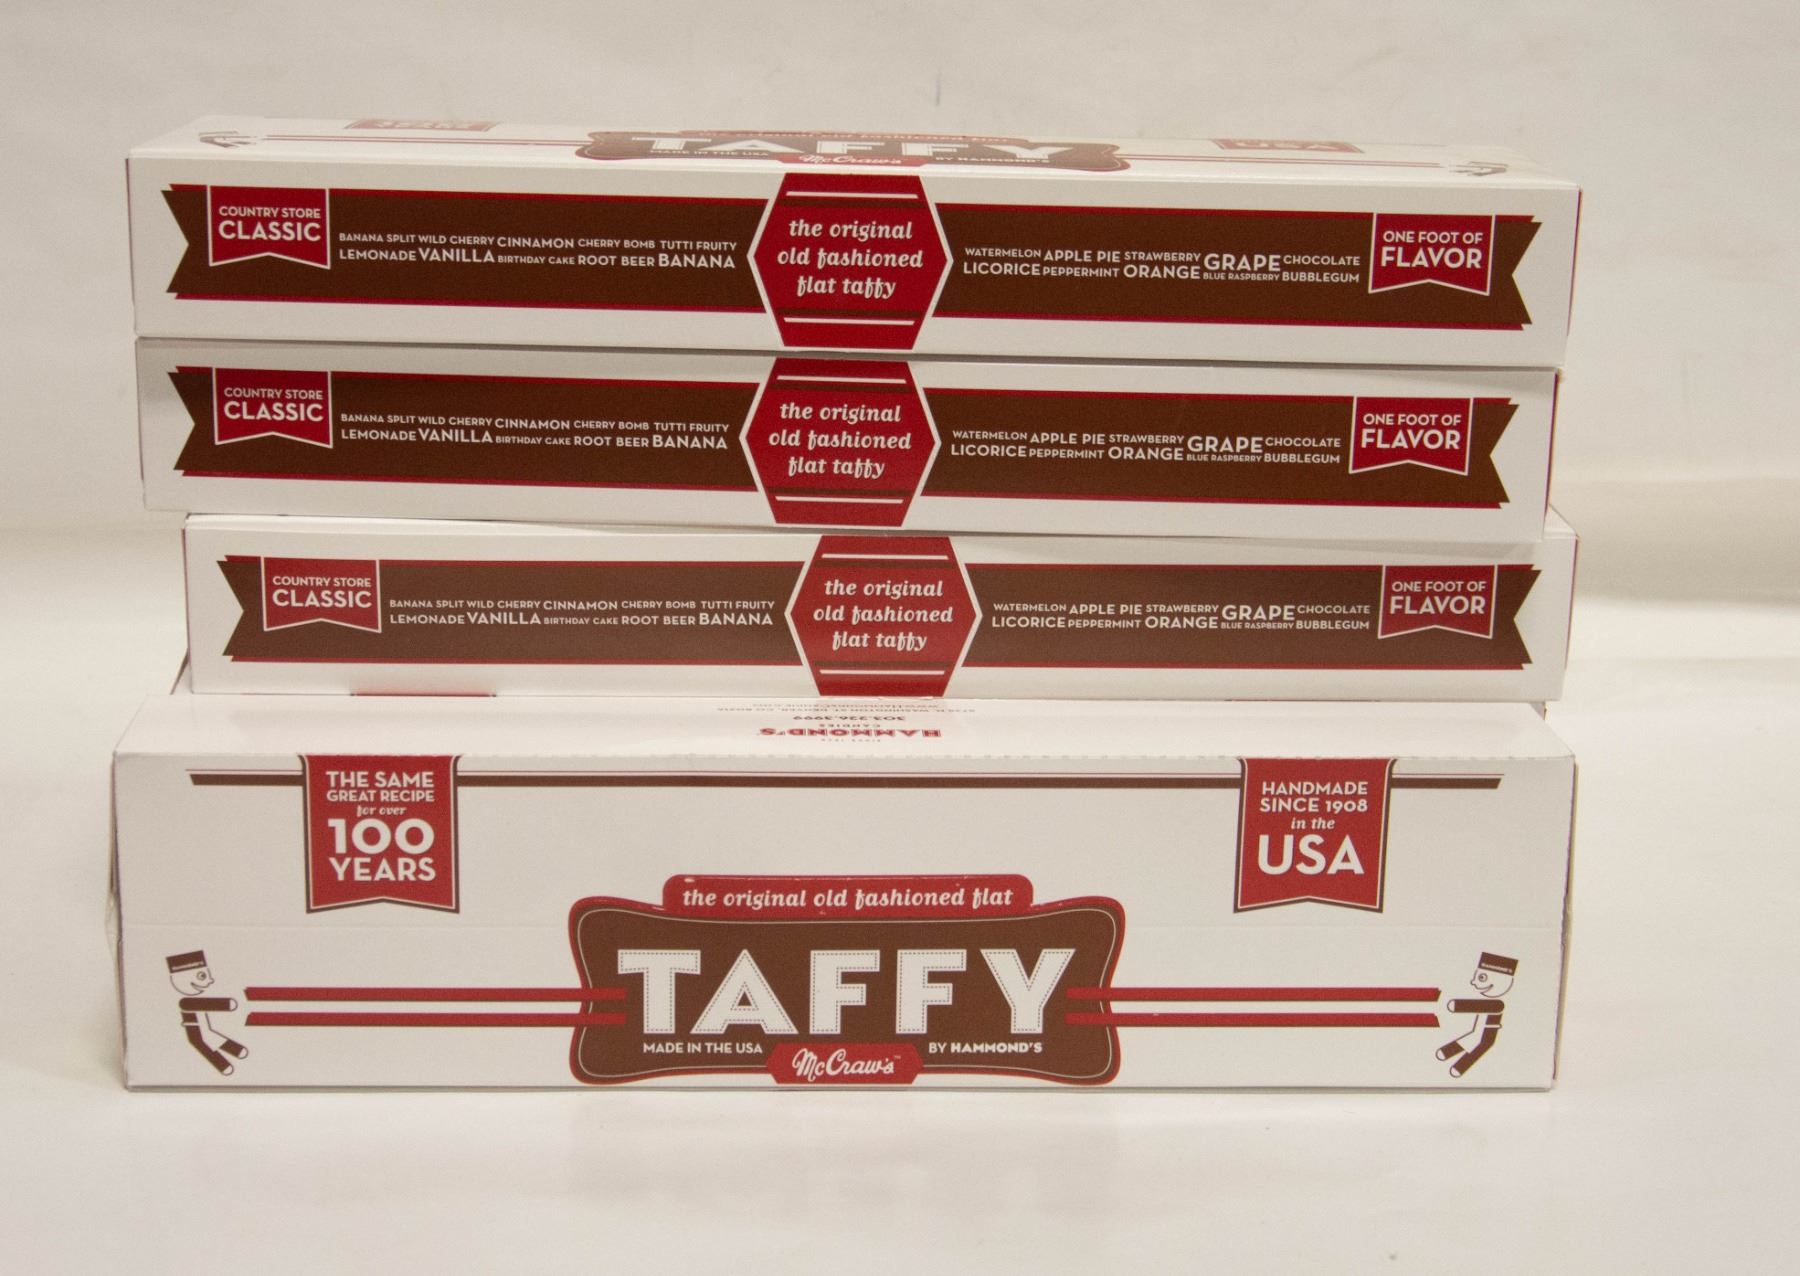 TAFFY
MADE IN THE USA McCraw's BY HAMMOND'S
USA
COUNTRY STORE
CLASSIC
BANANA SPLIT WILD CHERRY CINNAMON CHERRY BOMB TUTTI FRUITY
LEMONADE VANILLA BIRTHDAY CAKE ROOT BEER BANANA
the original
old fashioned
flat taffy
WATERMELON APPLE PIE STRAWBERRY GRAPE CHOCOLATE
LICORICE PEPPERMINT ORANGE BLUE RASPBERRY BUBBLEGUM
ONE FOOT OF
FLAVOR
COUNTRY STORE
CLASSIC
BANANA SPLIT WILD CHERRY CINNAMON CHERRY BOMB TUTTI FRUITY
LEMONADE VANILLA BIRTHDAY CAKE ROOT BEER BANANA
the original
old fashioned
flat taffy
WATERMELON APPLE PIE STRAWBERRY GRAPE CHOCOLATE
LICORICE PEPPERMINT ORANGE BLUE RASPBERRY BUBBLEGUM
ONE FOOT OF
FLAVOR
COUNTRY STORE
CLASSIC
BANANA SPLIT WILD CHERRY CINNAMON CHERRY BOMB TUTTI FRUITY
LEMONADE VANILLA BIRTHDAY CAKE ROOT BEER BANANA
the original
old fashioned
flat taffy
WATERMELON APPLE PIE STRAWBERRY GRAPE CHOCOLATE
LICORICE PEPPERMINT ORANGE BLUE RASPBERRY BUBBLEGUM
ONE FOOT OF
FLAVOR
HAMMOND'S
CANDIES
303.226.3999
THE SAME
GREAT RECIPE
for over
100
YEARS
HANDMADE
SINCE 1908
in the
USA
the original old fashioned flat
TAFFY
MADE IN THE USA McCraw's™ BY HAMMOND'S